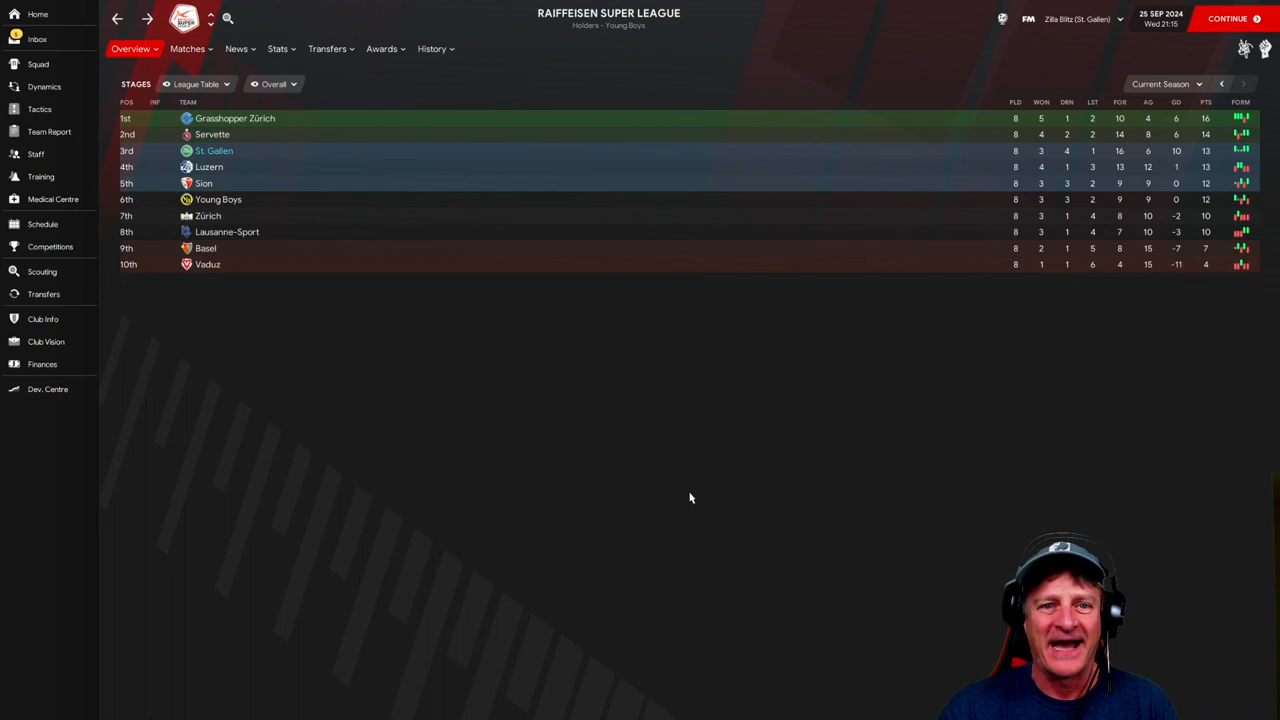 Home
RAIFFEISEN SUPER LEAGUE
Holders - Young Boys
FM Zilla Blitz (St. Gallen)
25 SEP 2024
Wed 21:15
CONTINUE
5
Inbox
Overview Matches News Stats Transfers Awards History
Squad
Dynamics
Tactics
Team Report
Staff
Training
Medical Centre
Schedule
Competitions
Scouting
Transfers
Club Info
Club Vision
Finances
Dev. Centre
STAGES League Table Overall Current Season
POS INF TEAM PLD WON DRN LST FOR AG GD PTS FORM
1st Grasshopper Zürich 8 5 1 2 10 4 6 16
2nd Servette 8 4 2 2 14 8 6 14
3rd St. Gallen 8 3 4 1 16 6 10 13
4th Luzern 8 4 1 3 13 12 1 13
5th Sion 8 3 3 2 9 9 0 12
6th Young Boys 8 3 3 2 9 9 0 12
7th Zürich 8 3 1 4 8 10 -2 10
8th Lausanne-Sport 8 3 1 4 7 10 -3 10
9th Basel 8 2 1 5 8 15 -7 7
10th Vaduz 8 1 1 6 4 15 -11 4